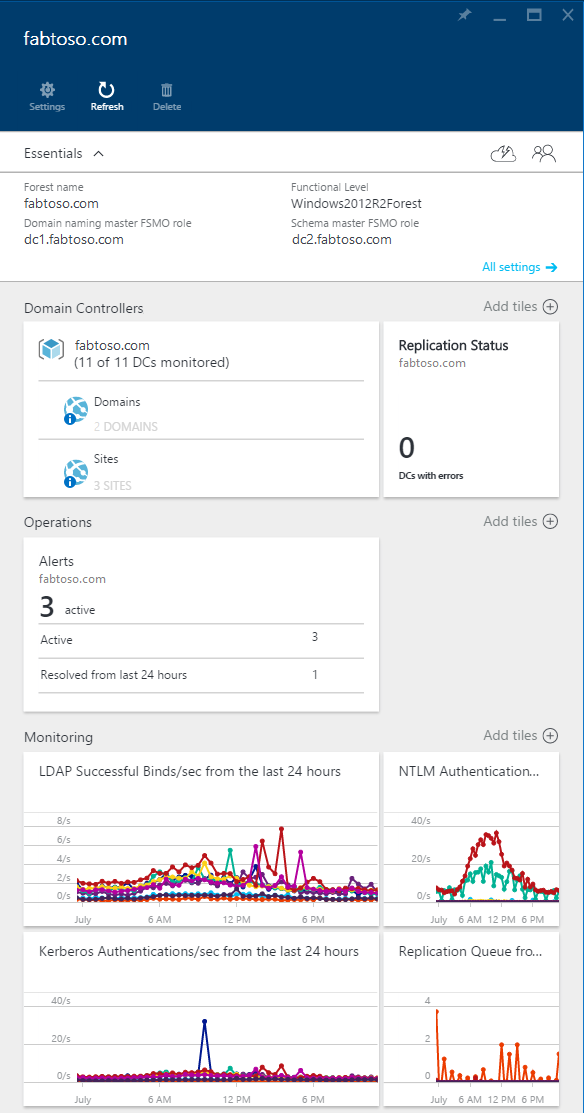 fabtoso.com
Settings
Refresh
Delete
Essentials
Forest name
fabtoso.com
Functional Level
Windows2012R2Forest
Domain naming master FSMO role
dc1.fabtoso.com
Schema master FSMO role
dc2.fabtoso.com
All settings
Domain Controllers
Add tiles
fabtoso.com
(11 of 11 DCs monitored)
Domains
2 DOMAINS
Sites
3 SITES
Replication Status
fabtoso.com
0
DCs with errors
Operations
Add tiles
Alerts
fabtoso.com
3 active
Active 3
Resolved from last 24 hours 1
Monitoring
Add tiles
LDAP Successful Binds/sec from the last 24 hours
8/s
6/s
4/s
2/s
0/s
July 6 AM 12 PM 6 PM
NTLM Authentication...
40/s
20/s
0/s
July 6 AM 12 PM 6 PM
Kerberos Authentications/sec from the last 24 hours
40/s
20/s
0/s
July 6 AM 12 PM 6 PM
Replication Queue fro...
4
2
0
July 6 AM 12 PM 6 PM